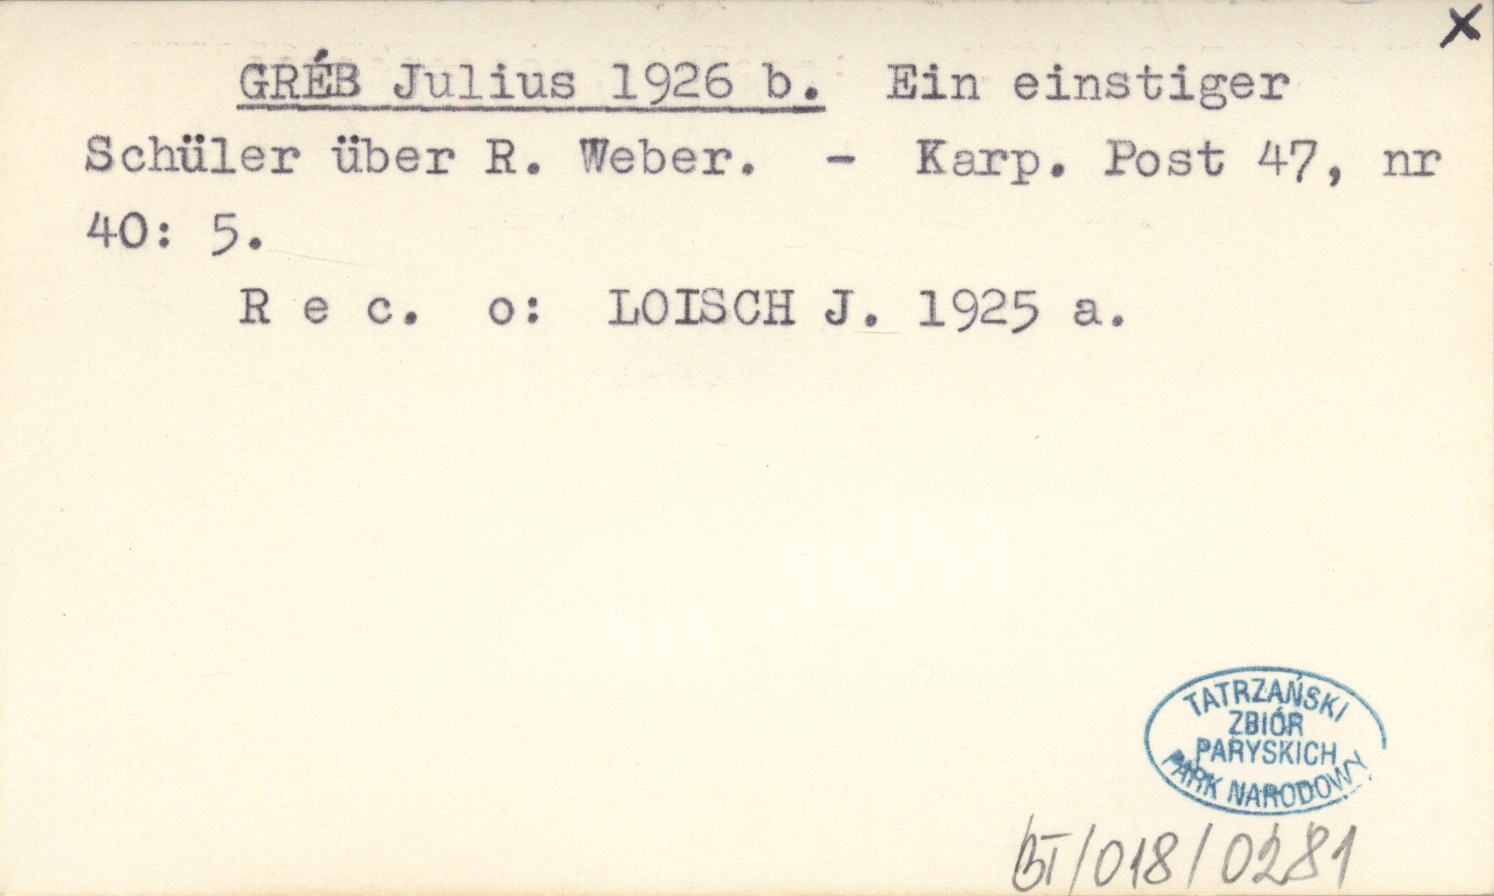 x
GRÉB Julius 1926 b. Ein einstiger
Schüler über R. Weber. - Karp. Post 47, nr
40: 5.
R e c. o: LOISCH J. 1925 a.
TATRZAŃSKI
ZBIÓR
PARYSKICH
PARK NARODOWY
BT/018/0281